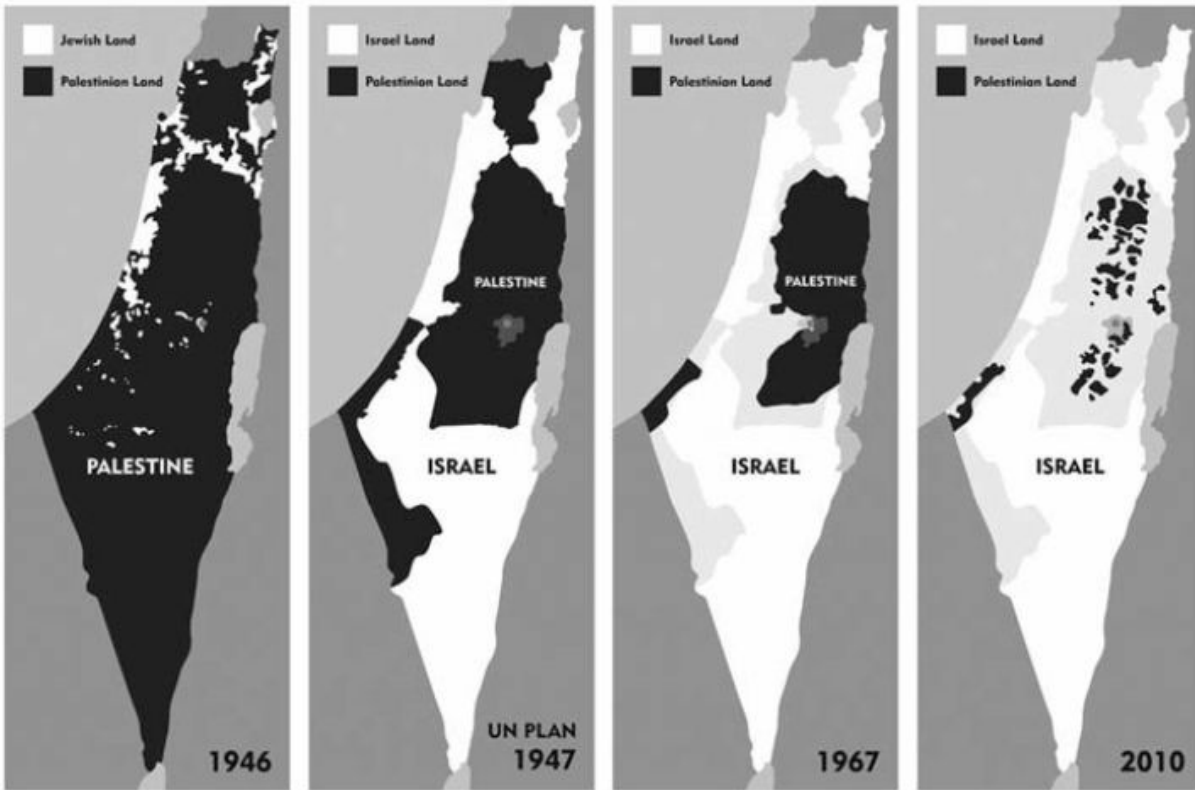 Jewish Land
Palestinian Land
PALESTINE
1946
Israel Land
Palestinian Land
PALESTINE
ISRAEL
UN PLAN
1947
Israel Land
Palestinian Land
PALESTINE
ISRAEL
1967
Israel Land
Palestinian Land
ISRAEL
2010